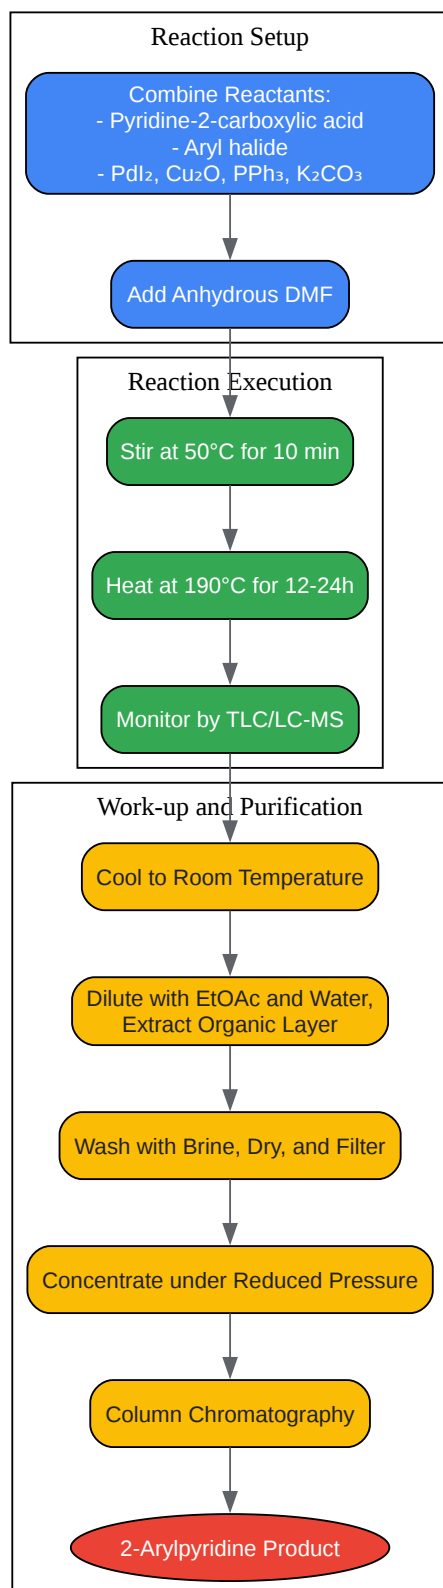 Reaction Setup
Combine Reactants:
- Pyridine-2-carboxylic acid
- Aryl halide
- PdI₂, Cu₂O, PPh₃, K₂CO₃
Add Anhydrous DMF
Reaction Execution
Stir at 50°C for 10 min
Heat at 190°C for 12-24h
Monitor by TLC/LC-MS
Work-up and Purification
Cool to Room Temperature
Dilute with EtOAc and Water,
Extract Organic Layer
Wash with Brine, Dry, and Filter
Concentrate under Reduced Pressure
Column Chromatography
2-Arylpyridine Product